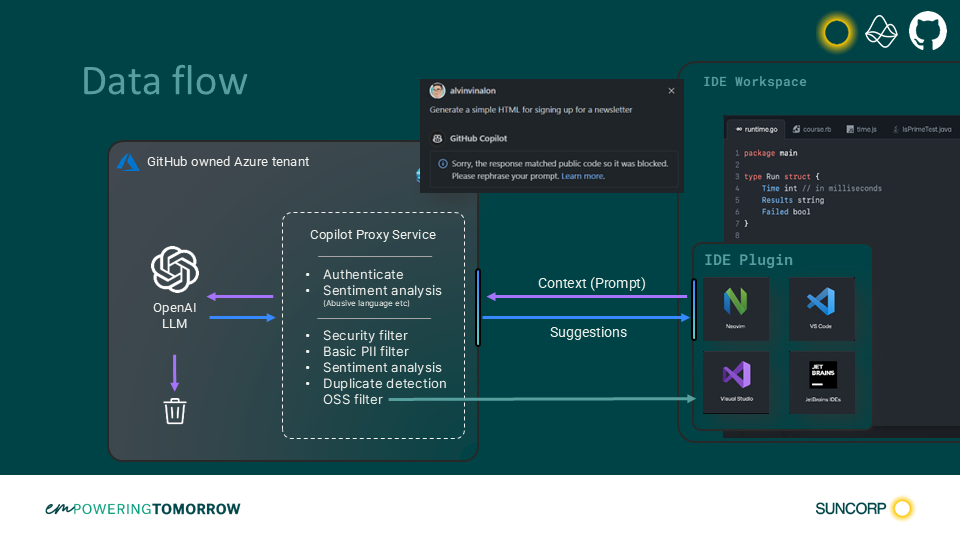 Data flow
alvinvinalon
Generate a simple HTML for signing up for a newsletter
GitHub Copilot
Sorry, the response matched public code so it was blocked.
Please rephrase your prompt. Learn more.
IDE Workspace
runtime.go
course.rb
time.js
IsPrimeTest.java
1 package main
2
3 type Run struct {
4 Time int // in milliseconds
5 Results string
6 Failed bool
7 }
8
GitHub owned Azure tenant
Copilot Proxy Service
• Authenticate
• Sentiment analysis
(Abusive language etc)
• Security filter
• Basic PII filter
• Sentiment analysis
• Duplicate detection
OSS filter
OpenAI
LLM
Context (Prompt)
Suggestions
IDE Plugin
Neovim
VS Code
Visual Studio
JET
BRAINS
JetBrains IDEs
emPOWERINGTOMORROW
SUNCORP